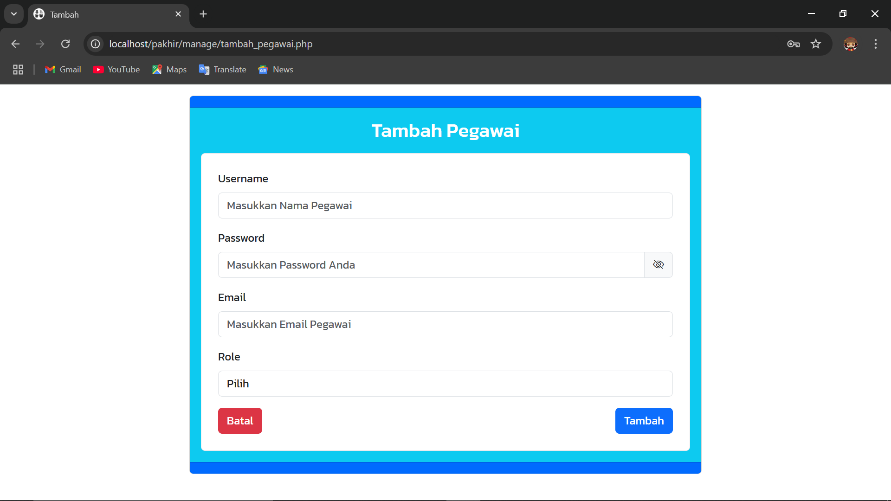 Tambah
localhost/pakhir/manage/tambah_pegawai.php
Gmail YouTube Maps Translate News
Tambah Pegawai
Username
Masukkan Nama Pegawai
Password
Masukkan Password Anda
Email
Masukkan Email Pegawai
Role
Pilih
Batal Tambah